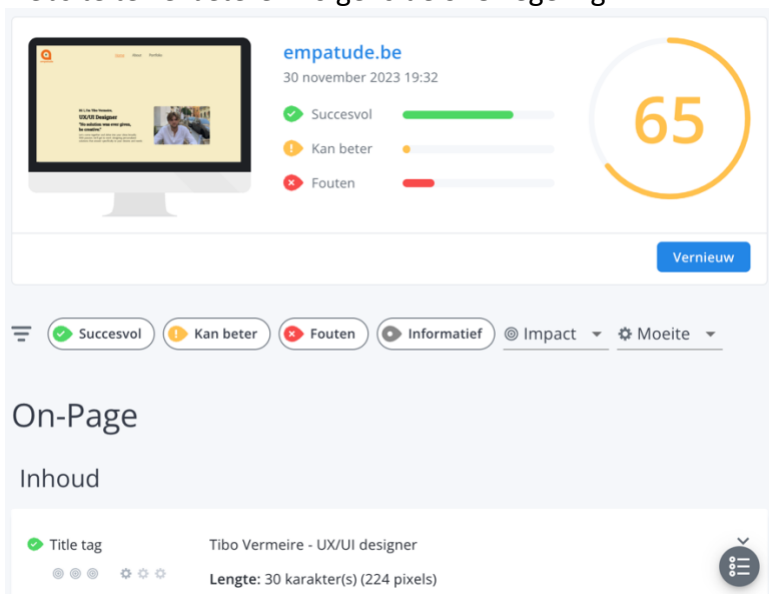 empatude.be
30 november 2023 19:32
Succesvol
Kan beter
Fouten
65
Vernieuw
Succesvol
Kan beter
Fouten
Informatief
Impact
Moeite
On-Page
Inhoud
Title tag
Tibo Vermeire - UX/UI designer
Lengte: 30 karakter(s) (224 pixels)